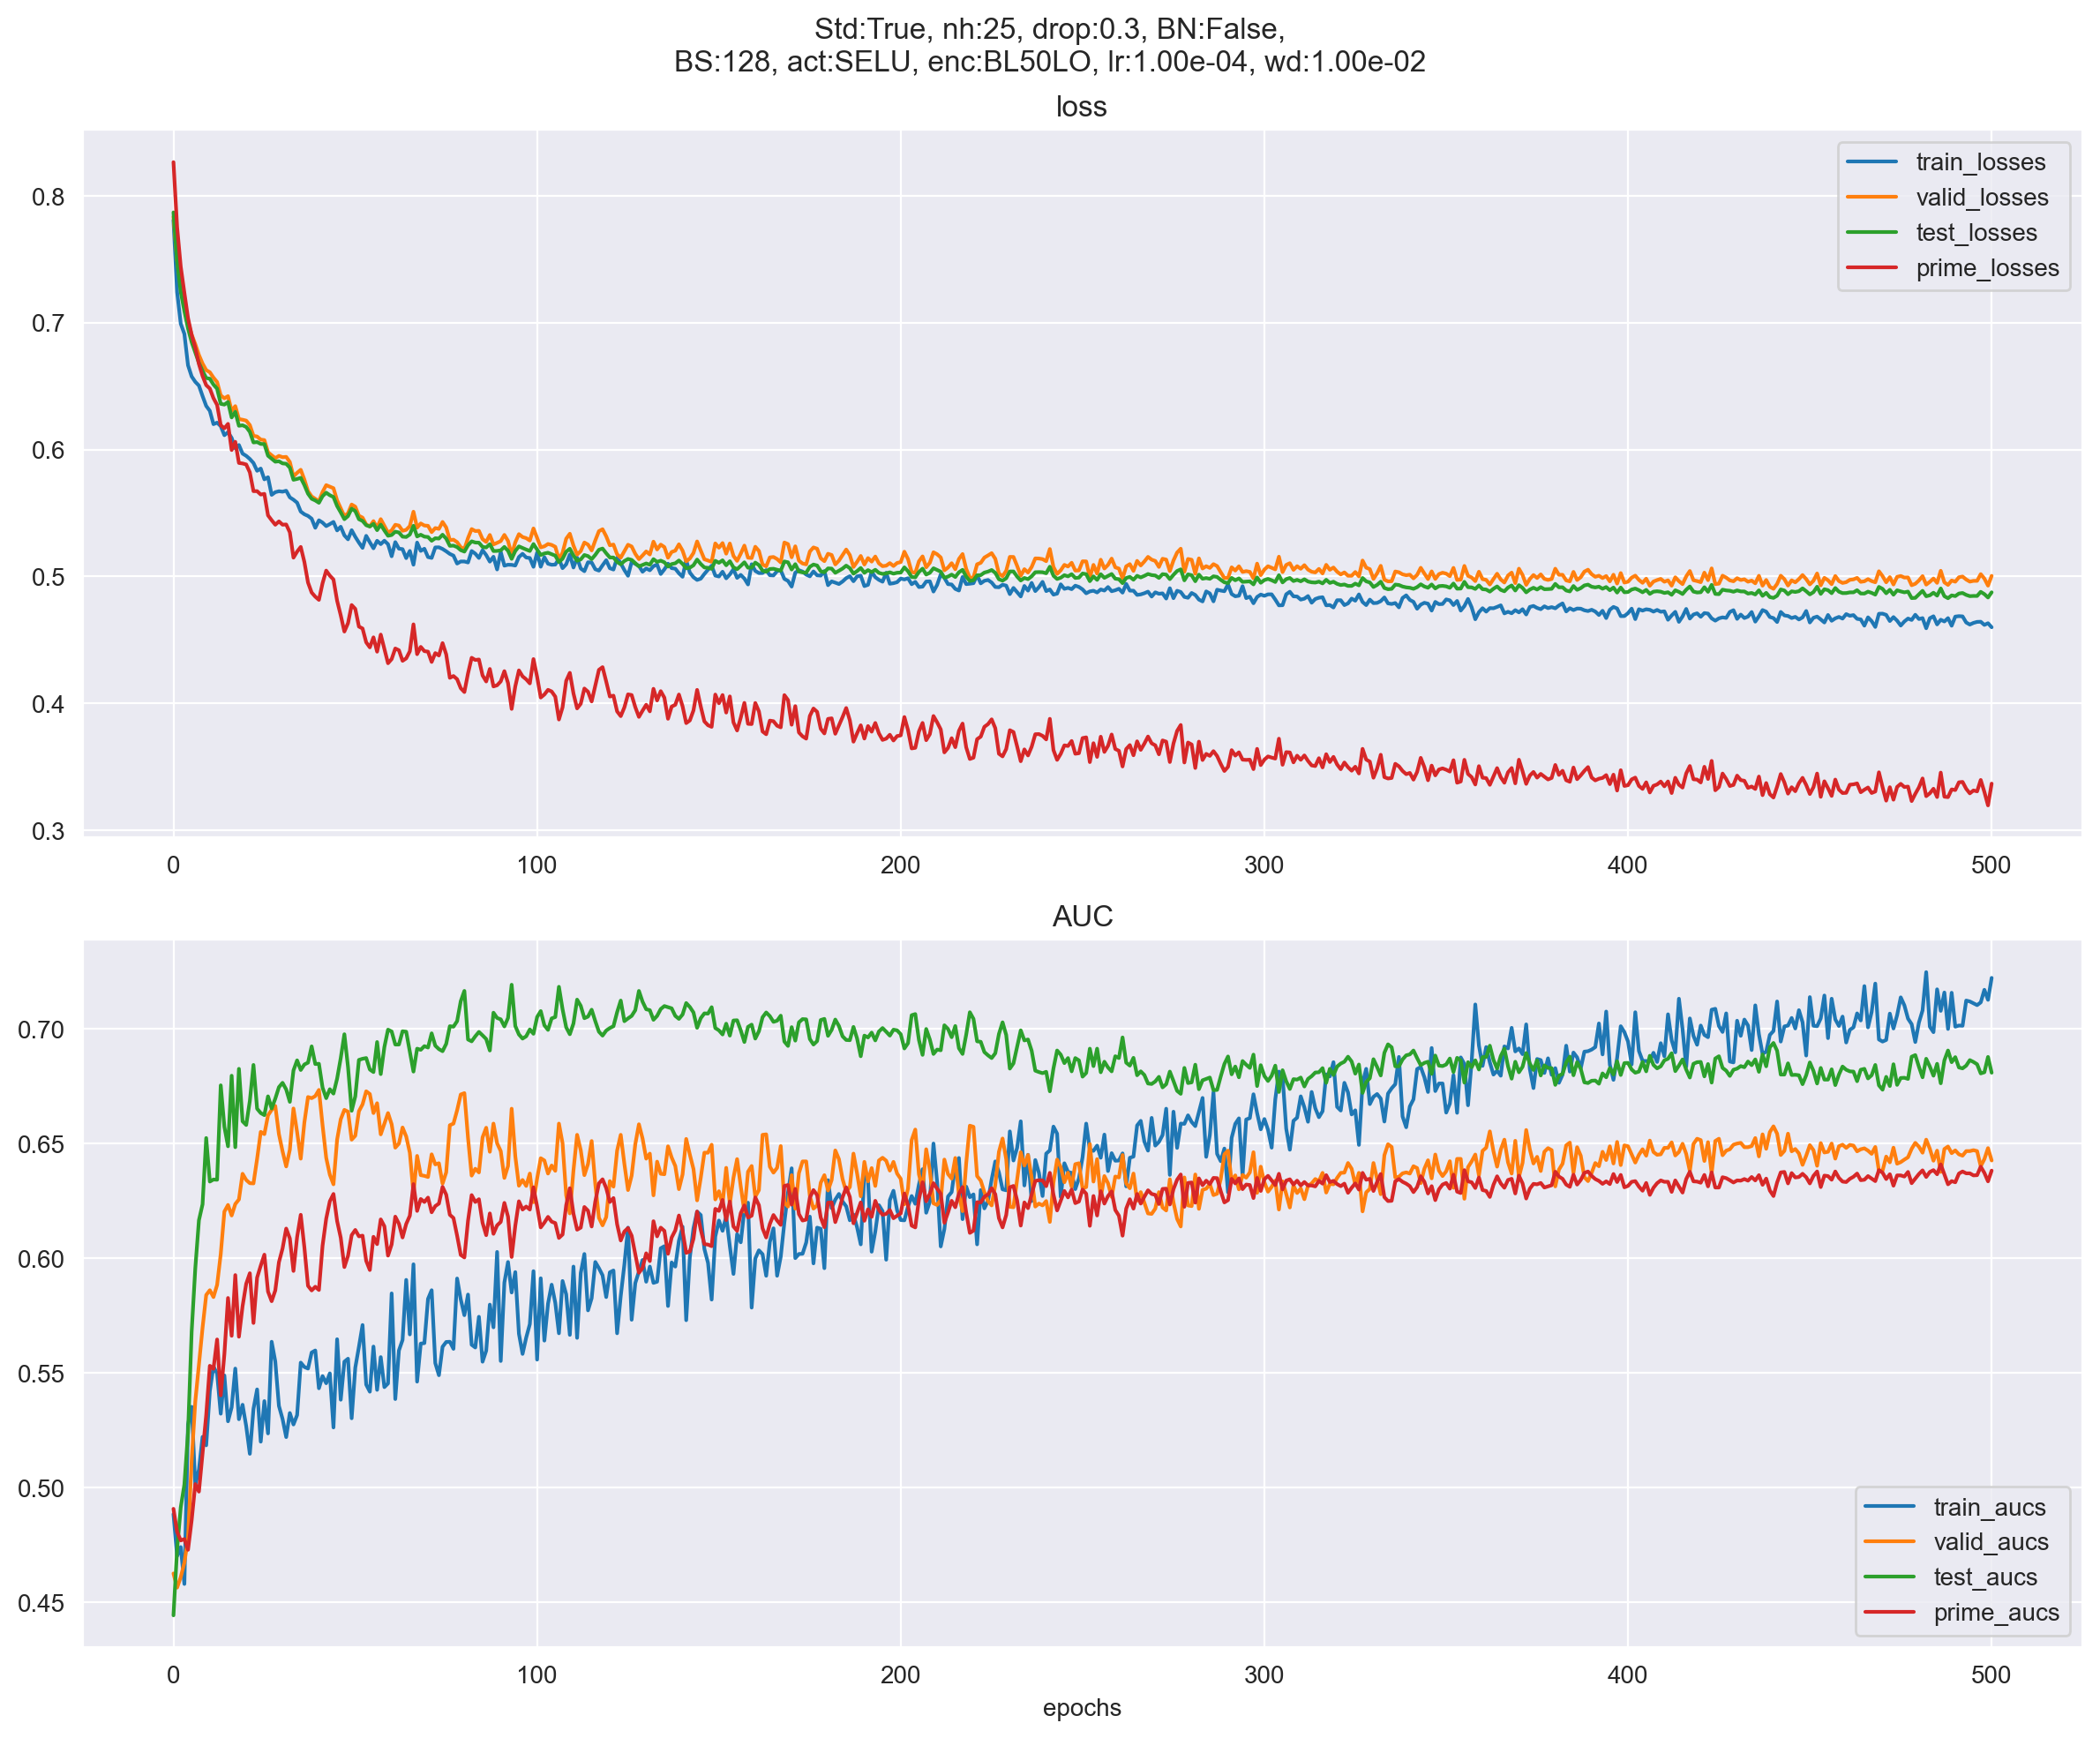 Std:True, nh:25, drop:0.3, BN:False,
BS:128, act:SELU, enc:BL50LO, lr:1.00e-04, wd:1.00e-02
loss
0.8
0.7
0.6
0.5
0.4
0.3
train_losses
valid_losses
test_losses
prime_losses
0 100 200 300 400 500
AUC
0.70
0.65
0.60
0.55
0.50
0.45
train_aucs
valid_aucs
test_aucs
prime_aucs
0 100 200 300 400 500
epochs